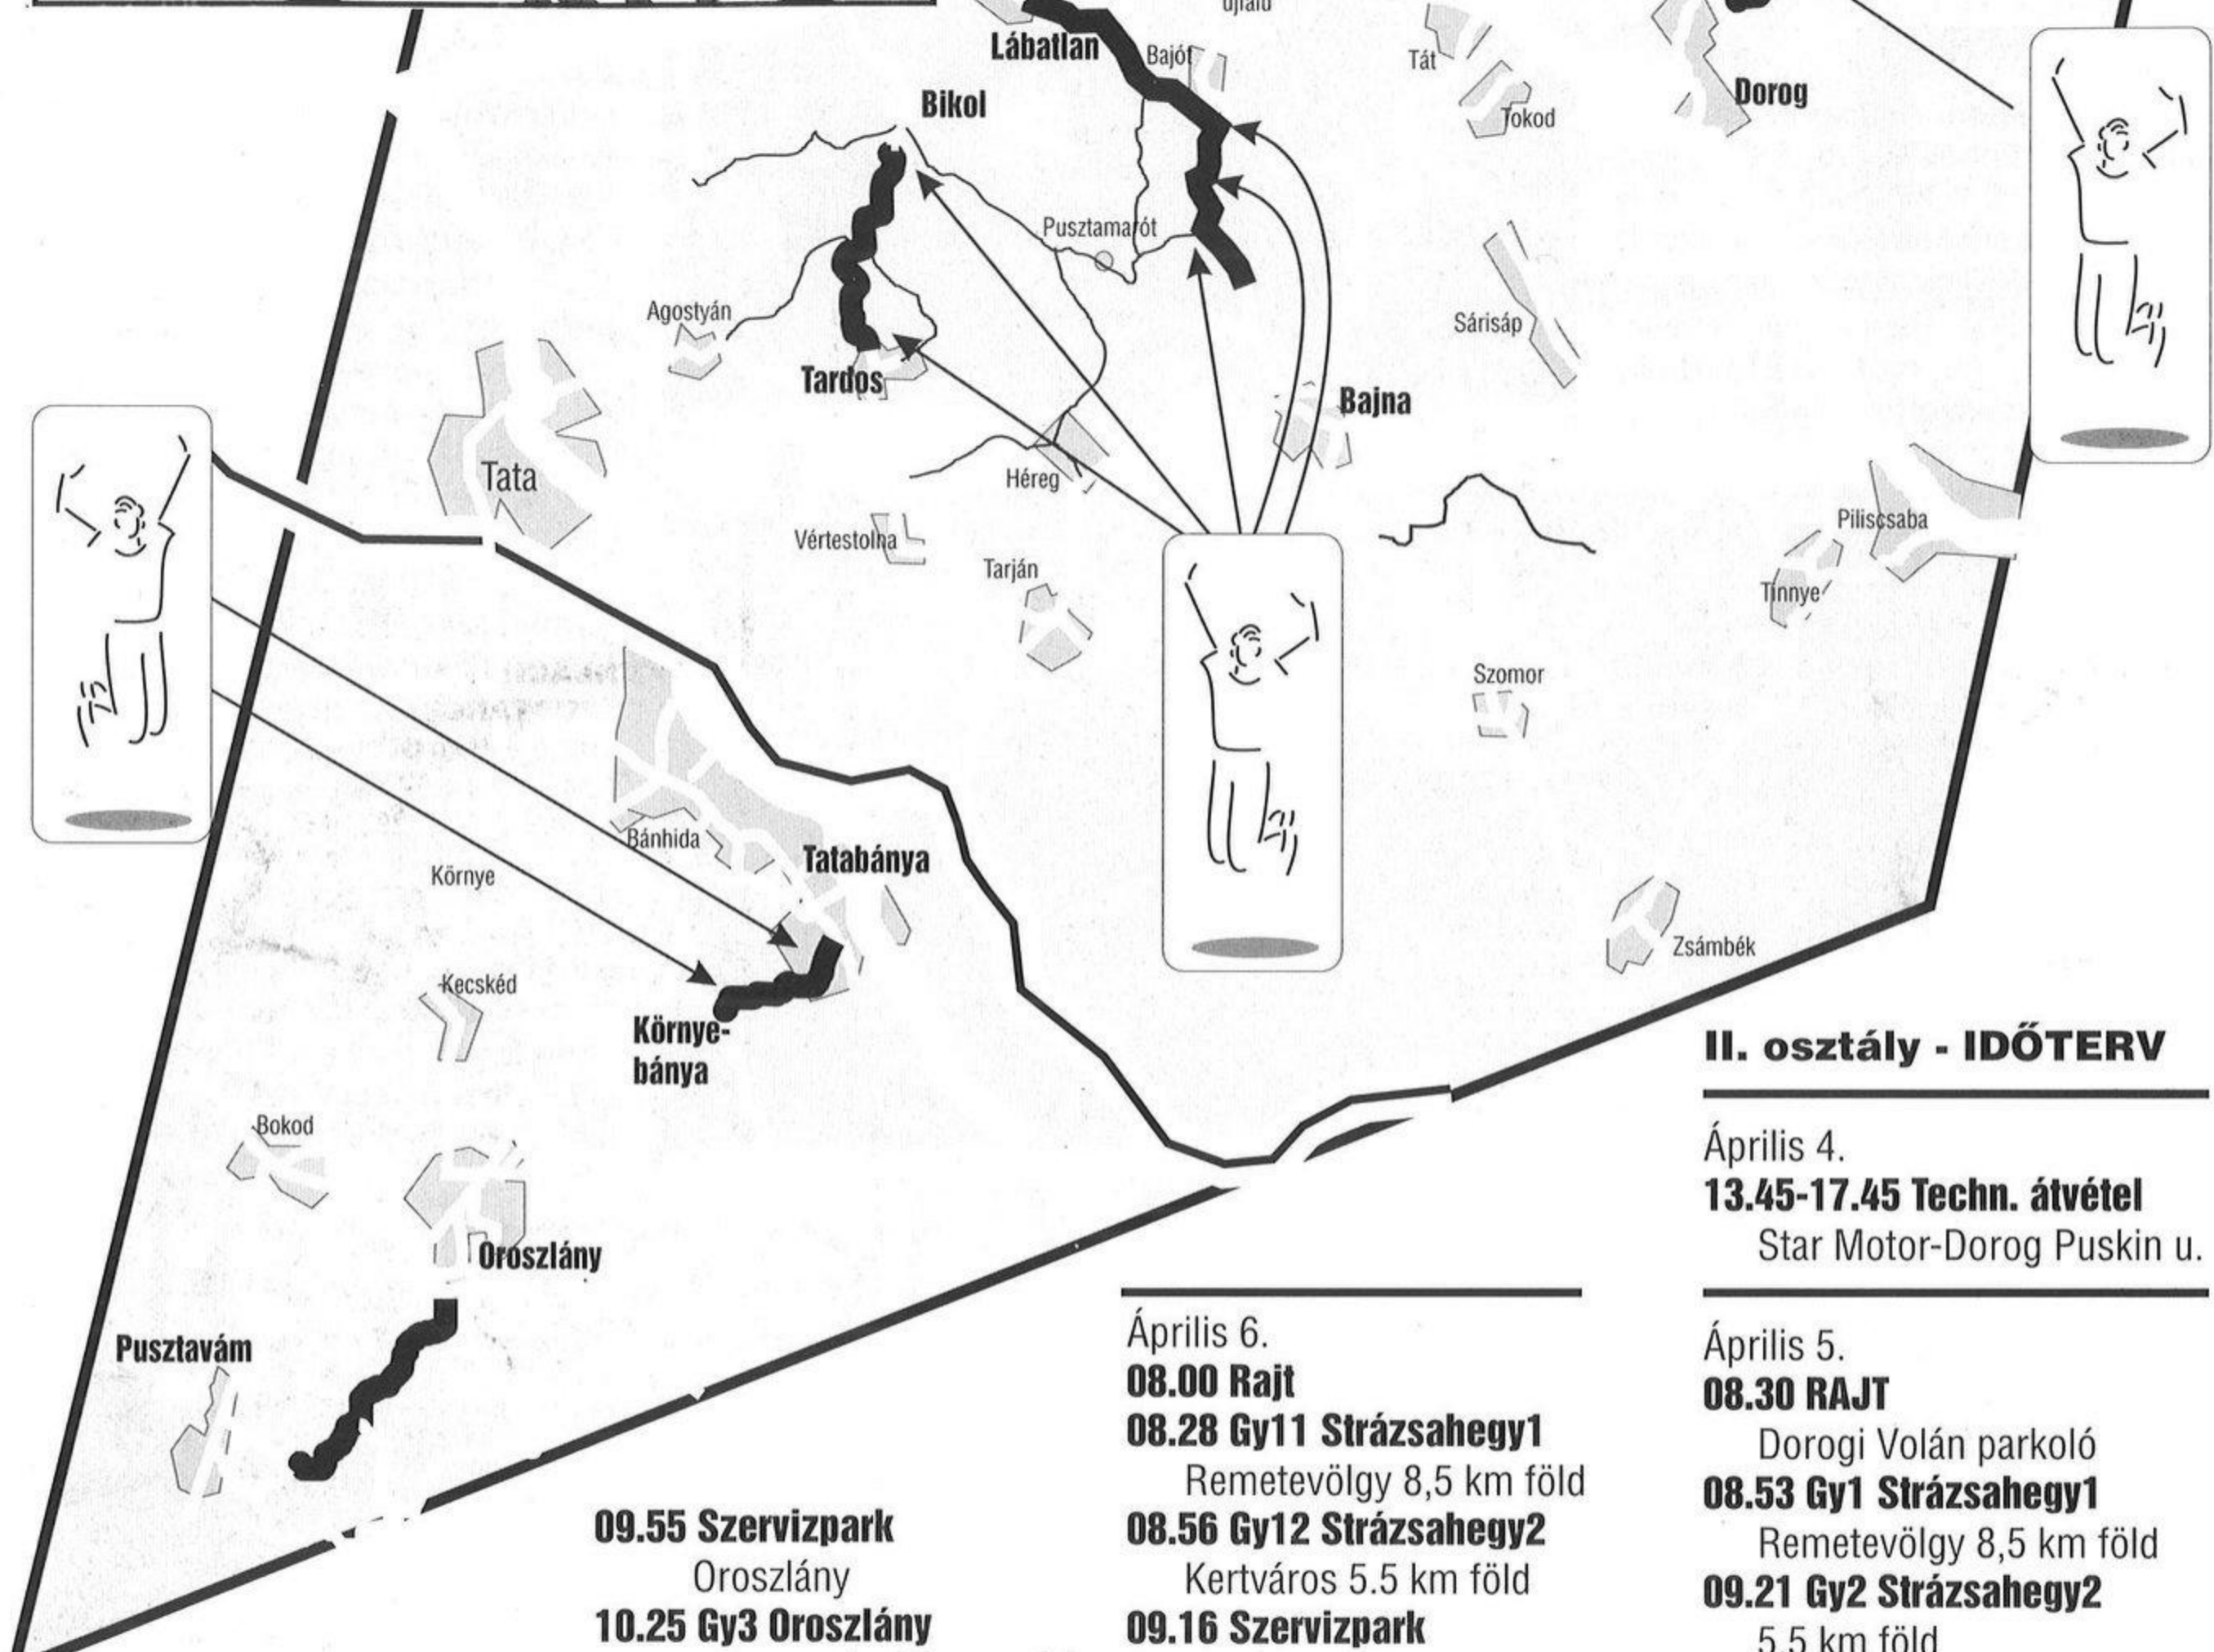 Lábatlan
Bajót
Tát
Bikol
Dorog
Tokod
Pusztamarót
Agostyán
Sárisáp
Tardos
Bajna
Tata
Héreg
Piliscsaba
Vértestolna
Tarján
Tinnye
Szomor
Bánhida
Tatabánya
Környe
Zsámbék
Kecskéd
Környe-
bánya
Bokod
Oroszlány
Pusztavám
09.55 Szervizpark
Oroszlány
10.25 Gy3 Oroszlány
Április 6.
08.00 Rajt
08.28 Gy11 Strázsahegy1
Remetevölgy 8,5 km föld
08.56 Gy12 Strázsahegy2
Kertváros 5.5 km föld
09.16 Szervizpark
II. osztály - IDŐTERV
Április 4.
13.45-17.45 Techn. átvétel
Star Motor-Dorog Puskin u.
Április 5.
08.30 RAJT
Dorogi Volán parkoló
08.53 Gy1 Strázsahegy1
Remetevölgy 8,5 km föld
09.21 Gy2 Strázsahegy2
5,5 km föld